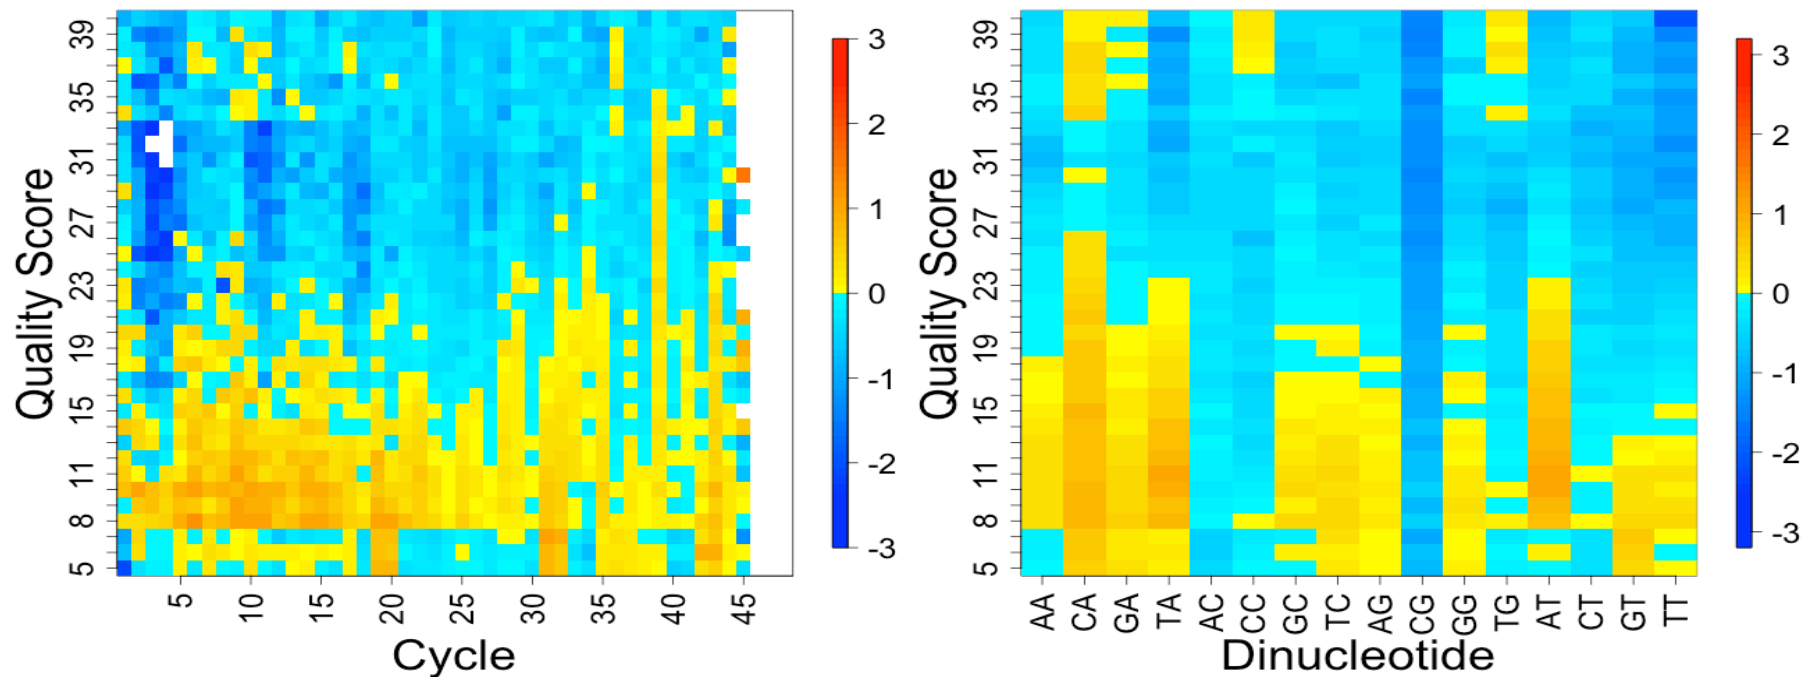 Quality Score
39
35
31
27
23
19
15
11
8
5
5
10
15
20
25
30
35
40
45
Cycle
3
2
1
0
-1
-2
-3
Quality Score
39
35
31
27
23
19
15
11
8
5
AA
CA
GA
TA
AC
CC
GC
TC
AG
CG
GG
TG
AT
CT
GT
TT
Dinucleotide
3
2
1
0
-1
-2
-3